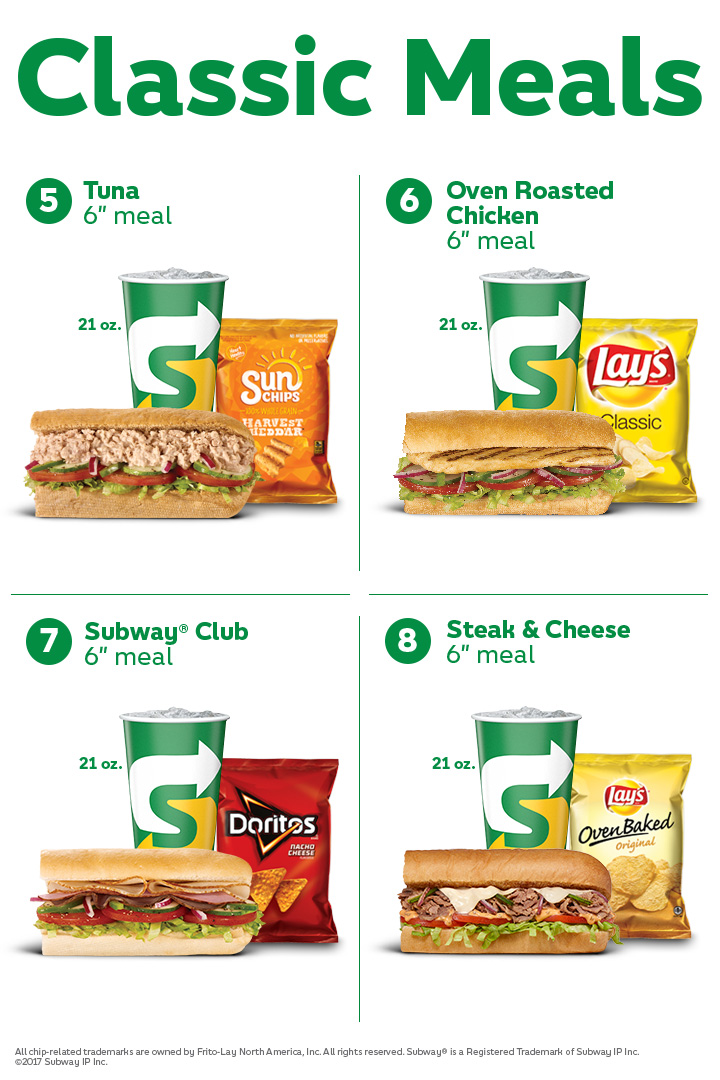 Classic Meals
5
Tuna
6" meal
21 oz.
Sun
CHIPS
100% WHOLE GRAIN
HARVEST
CHEDDAR
6
Oven Roasted
Chicken
6" meal
21 oz.
Lay's
Classic
7
Subway® Club
6" meal
21 oz.
Doritos
NACHO
CHEESE
8
Steak & Cheese
6" meal
21 oz.
Lay's
Oven Baked
Original
All chip-related trademarks are owned by Frito-Lay North America, Inc. All rights reserved. Subway® is a Registered Trademark of Subway IP Inc.
©2017 Subway IP Inc.